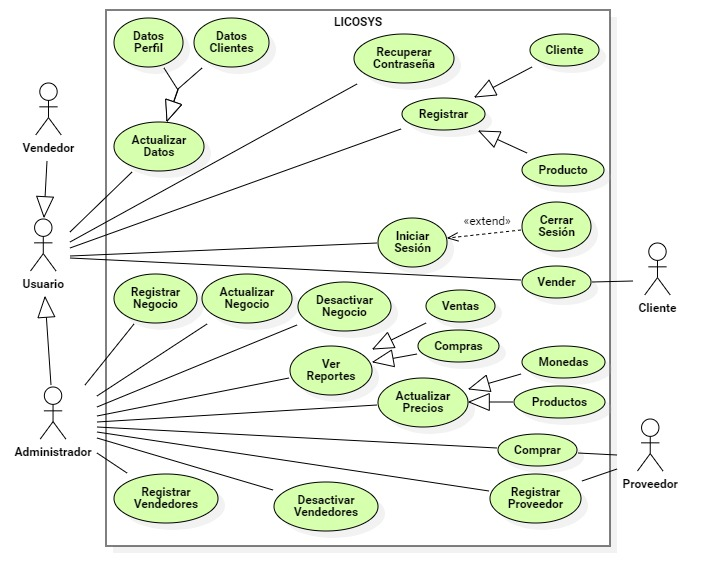 LICOSYS
Datos
Perfil
Datos
Clientes
Recuperar
Contraseña
Cliente
Registrar
Actualizar
Datos
Vendedor
Producto
«extend»
Cerrar
Sesión
Iniciar
Sesión
Usuario
Vender
Cliente
Registrar
Negocio
Actualizar
Negocio
Desactivar
Negocio
Ventas
Compras
Ver
Reportes
Monedas
Actualizar
Precios
Productos
Administrador
Comprar
Proveedor
Registrar
Vendedores
Desactivar
Vendedores
Registrar
Proveedor